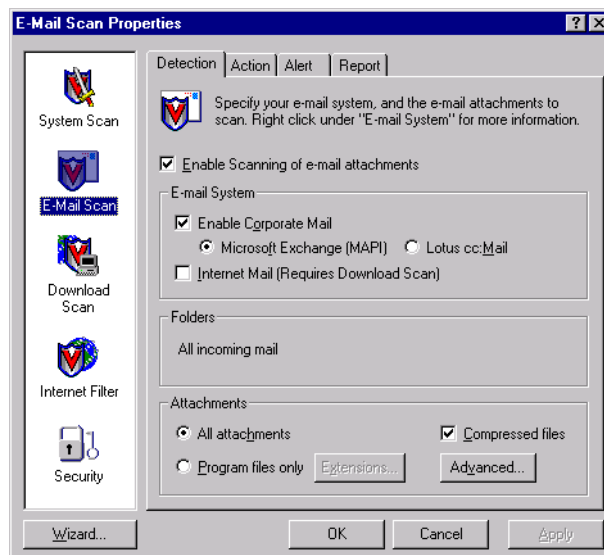 E-Mail Scan Properties
? ×
System Scan
E-Mail Scan
Download
Scan
Internet Filter
Security
Detection Action Alert Report
Specify your e-mail system, and the e-mail attachments to
scan. Right click under "E-mail System" for more information.
Enable Scanning of e-mail attachments
E-mail System
Enable Corporate Mail
Microsoft Exchange (MAPI) Lotus cc:Mail
Internet Mail (Requires Download Scan)
Folders
All incoming mail
Attachments
All attachments Compressed files
Program files only Extensions... Advanced...
Wizard... OK Cancel Apply